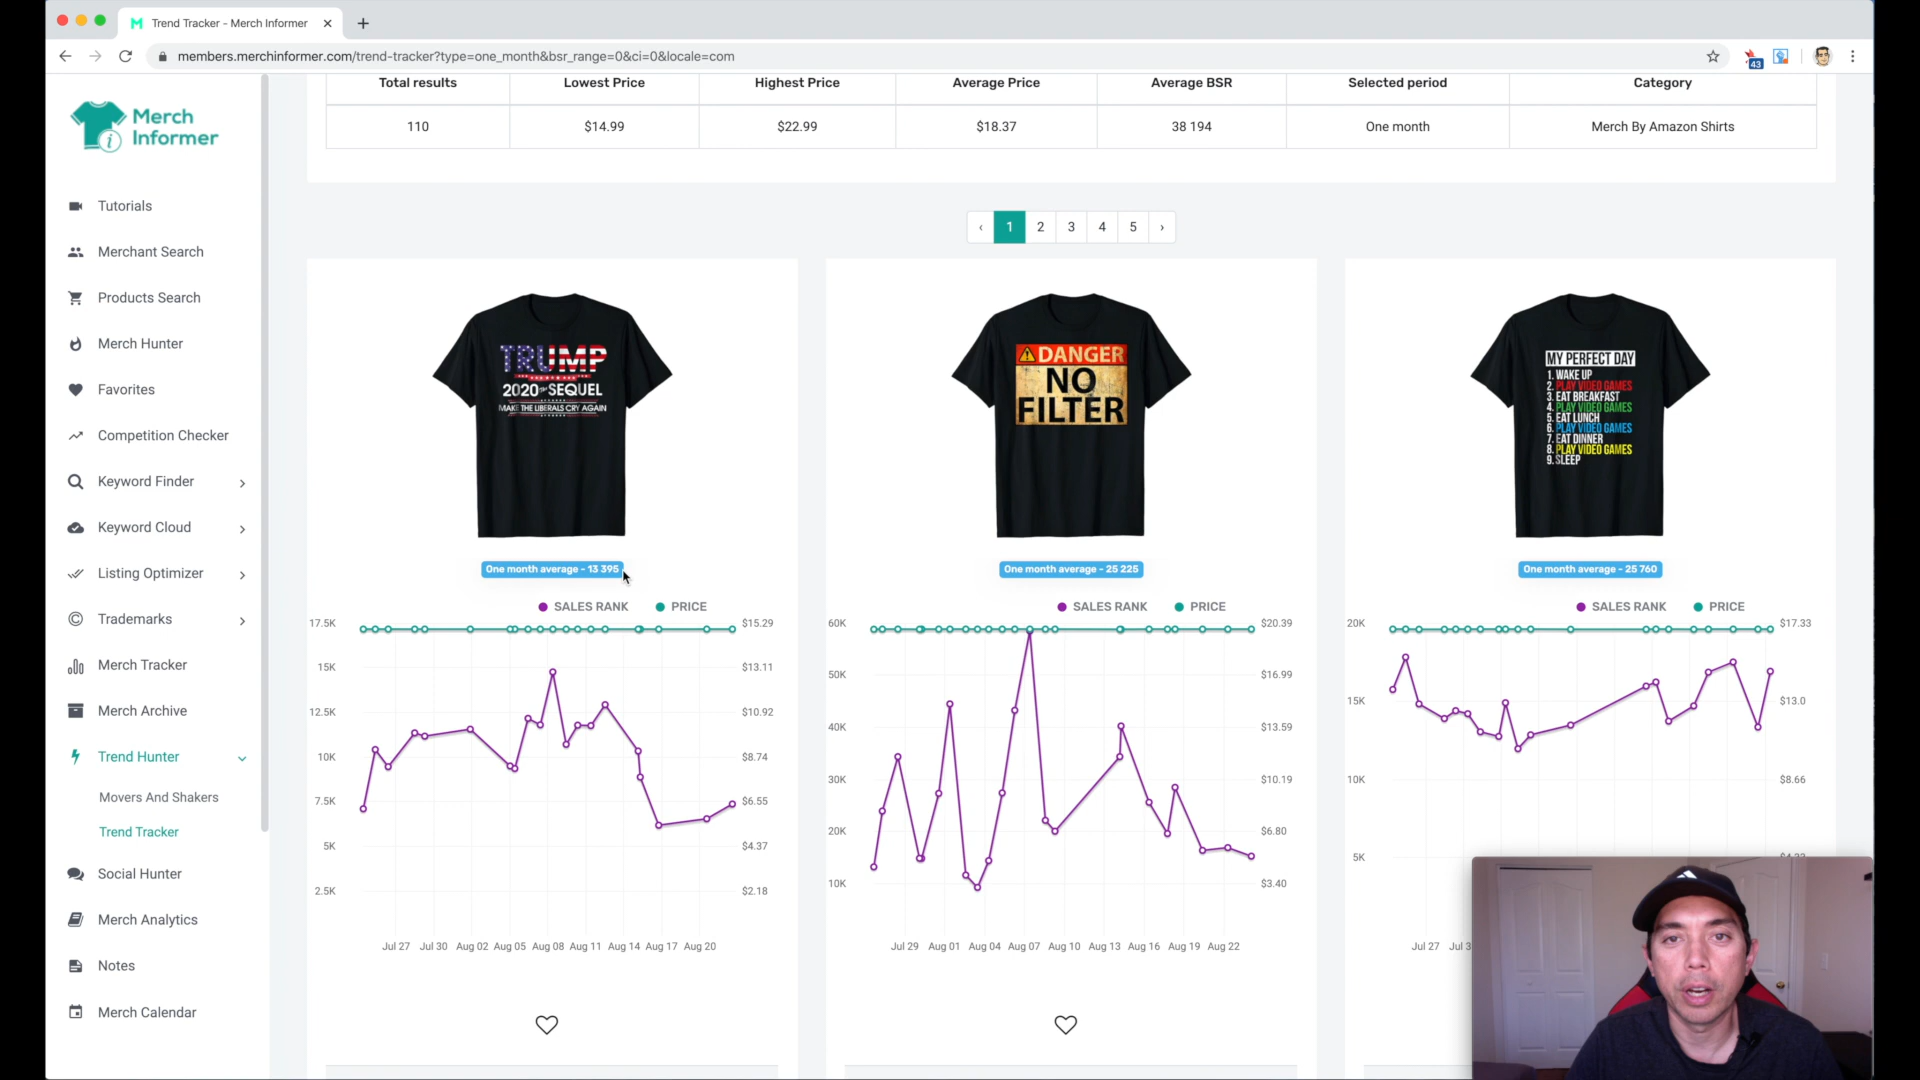 Trend Tracker - Merch Informer
members.merchinformer.com/trend-tracker?type=one_month&bsr_range=0&ci=0&locale=com
43
Merch
Informer
Tutorials
Merchant Search
Products Search
Merch Hunter
Favorites
Competition Checker
Keyword Finder
Keyword Cloud
Listing Optimizer
Trademarks
Merch Tracker
Merch Archive
Trend Hunter
Movers And Shakers
Trend Tracker
Social Hunter
Merch Analytics
Notes
Merch Calendar
Total results Lowest Price Highest Price Average Price Average BSR Selected period Category
110 $14.99 $22.99 $18.37 38 194 One month Merch By Amazon Shirts
‹ 1 2 3 4 5 ›
TRUMP
2020 THE SEQUEL
MAKE THE LIBERALS CRY AGAIN
One month average - 13 395
SALES RANK PRICE
17.5K $15.29
15K $13.11
12.5K $10.92
10K $8.74
7.5K $6.55
5K $4.37
2.5K $2.18
Jul 27 Jul 30 Aug 02 Aug 05 Aug 08 Aug 11 Aug 14 Aug 17 Aug 20
DANGER
NO
FILTER
One month average - 25 225
SALES RANK PRICE
60K $20.39
50K $16.99
40K $13.59
30K $10.19
20K $6.80
10K $3.40
Jul 29 Aug 01 Aug 04 Aug 07 Aug 10 Aug 13 Aug 16 Aug 19 Aug 22
MY PERFECT DAY
1. WAKE UP
2. PLAY VIDEO GAMES
3. EAT BREAKFAST
4. PLAY VIDEO GAMES
5. EAT LUNCH
6. PLAY VIDEO GAMES
7. EAT DINNER
8. PLAY VIDEO GAMES
9. SLEEP
One month average - 25 760
SALES RANK PRICE
20K $17.33
15K $13.0
10K $8.66
5K
Jul 27 Jul 3